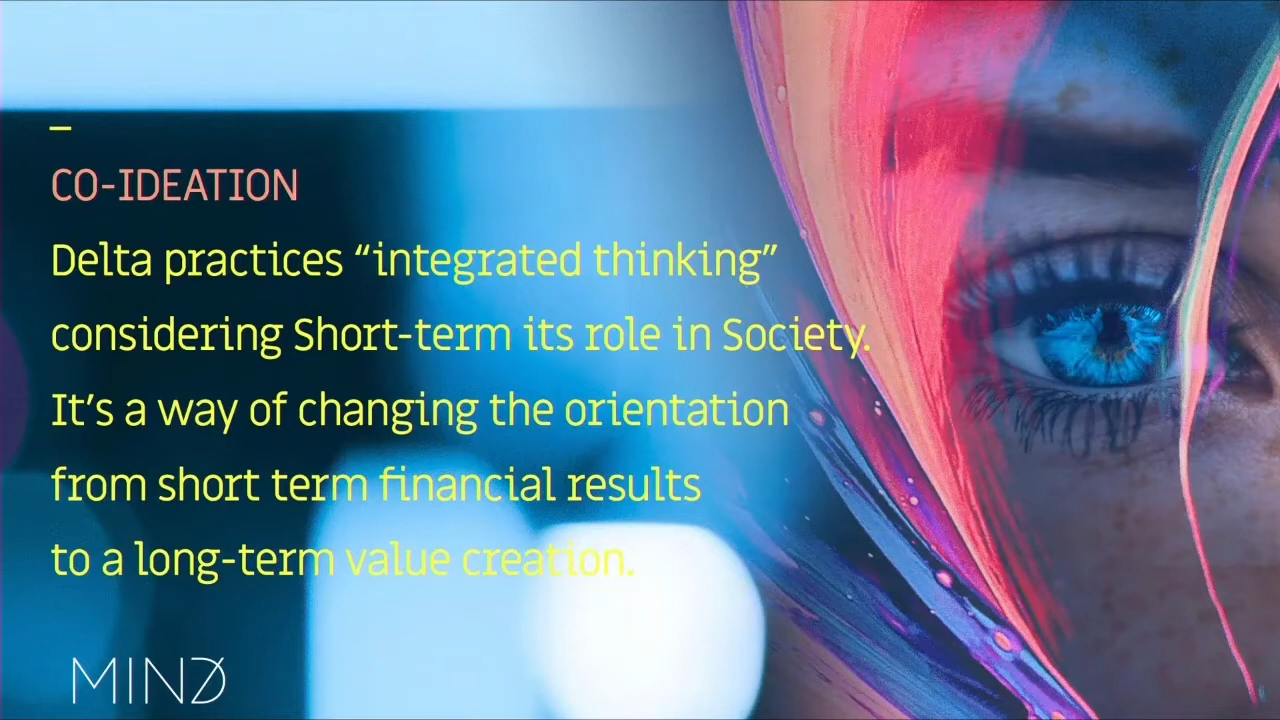 CO-IDEATION
Delta practices “integrated thinking”
considering Short-term its role in Society.
It’s a way of changing the orientation
from short term financial results
to a long-term value creation.
MIND